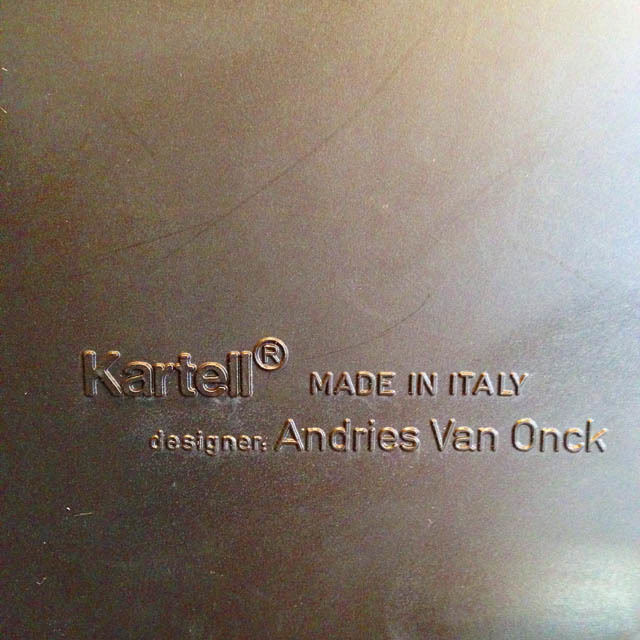 Kartell® MADE IN ITALY
designer: Andries Van Onck